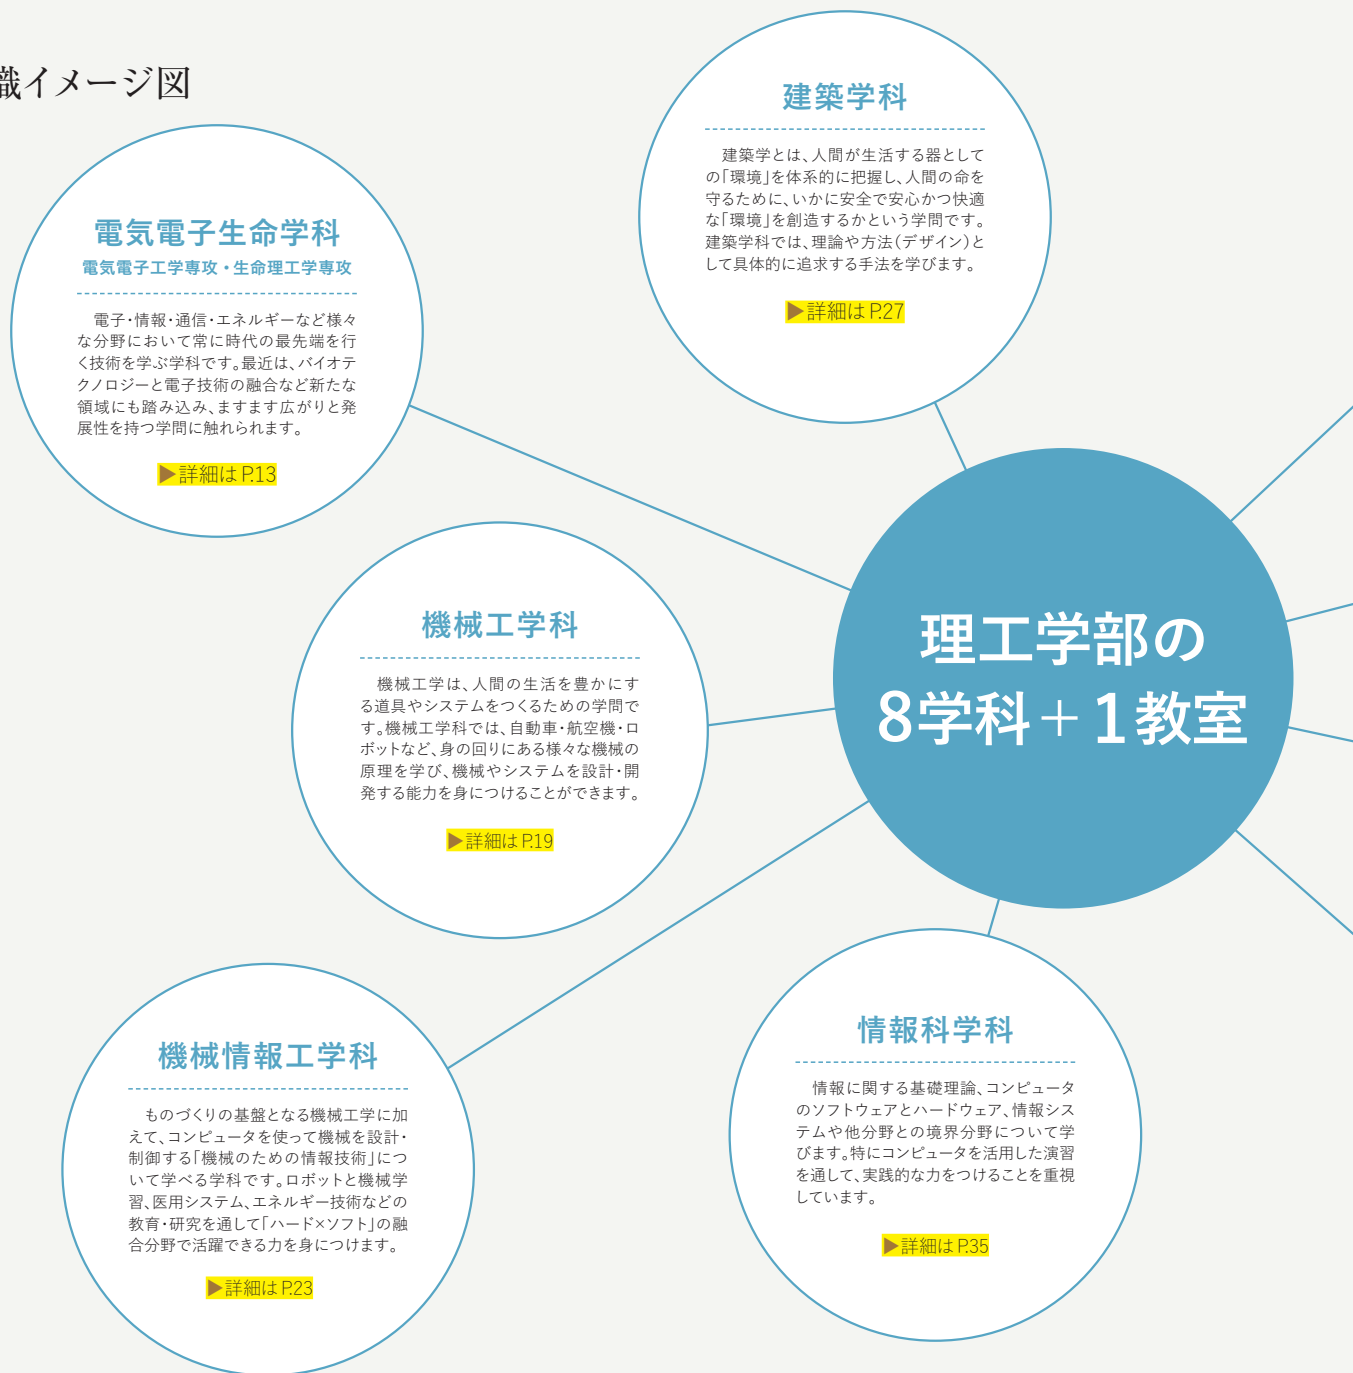 織イメージ図
建築学科
建築学とは、人間が生活する器として
の「環境」を体系的に把握し、人間の命を
守るために、いかに安全で安心かつ快適
な「環境」を創造するかという学問です。
建築学科では、理論や方法(デザイン)と
して具体的に追求する手法を学びます。
▶詳細は P.27
電気電子生命学科
電気電子工学専攻・生命理工学専攻
電子・情報・通信・エネルギーなど様々
な分野において常に時代の最先端を行
く技術を学ぶ学科です。最近は、バイオテ
クノロジーと電子技術の融合など新たな
領域にも踏み込み、ますます広がりと発
展性を持つ学問に触れられます。
▶詳細は P.13
機械工学科
機械工学は、人間の生活を豊かにす
る道具やシステムをつくるための学問で
す。機械工学科では、自動車・航空機・ロ
ボットなど、身の回りにある様々な機械の
原理を学び、機械やシステムを設計・開
発する能力を身につけることができます。
▶詳細は P.19
理工学部の
8学科+1教室
機械情報工学科
ものづくりの基盤となる機械工学に加
えて、コンピュータを使って機械を設計・
制御する「機械のための情報技術」につ
いて学べる学科です。ロボットと機械学
習、医用システム、エネルギー技術などの
教育・研究を通して「ハード×ソフト」の融
合分野で活躍できる力を身につけます。
▶詳細は P.23
情報科学科
情報に関する基礎理論、コンピュータ
のソフトウェアとハードウェア、情報シス
テムや他分野との境界分野について学
びます。特にコンピュータを活用した演習
を通して、実践的な力をつけることを重視
しています。
▶詳細は P.35